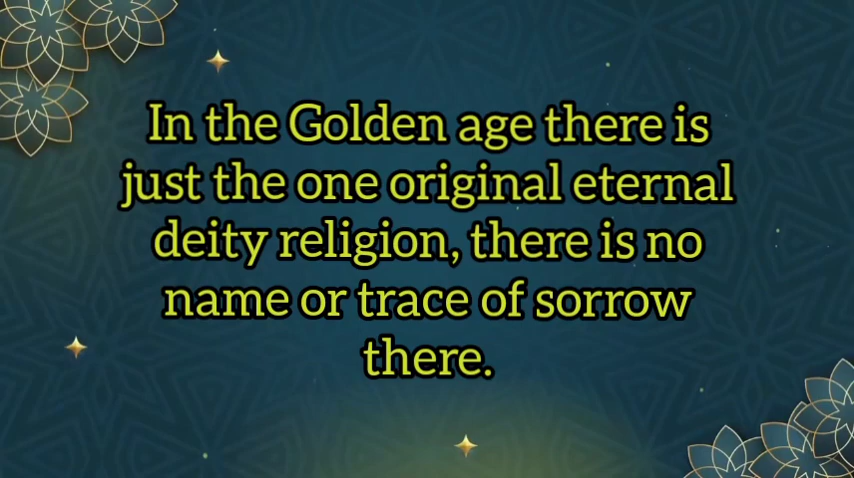 In the Golden age there is
just the one original eternal
deity religion, there is no
name or trace of sorrow
there.